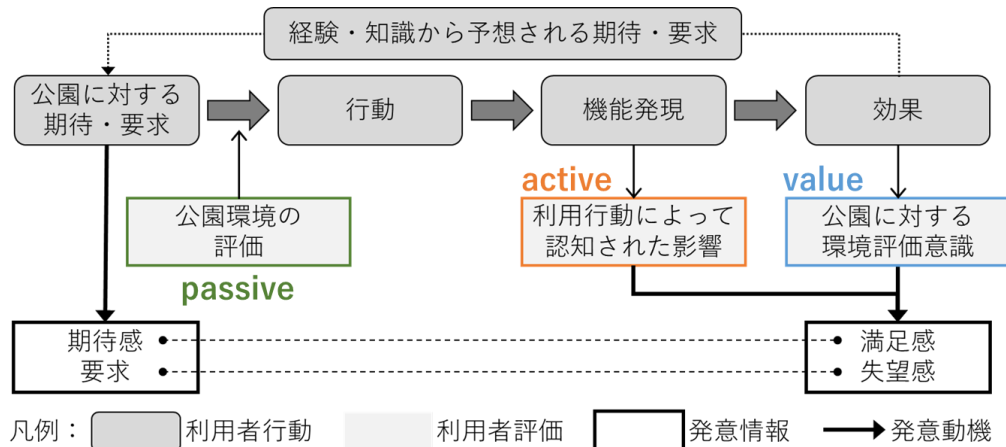 経験・知識から予想される期待・要求
公園に対する
期待・要求
行動
機能発現
効果
active
value
公園環境の
評価
利用行動によって
認知された影響
公園に対する
環境評価意識
passive
期待感
要求
満足感
失望感
凡例：
利用者行動
利用者評価
発意情報
発意動機